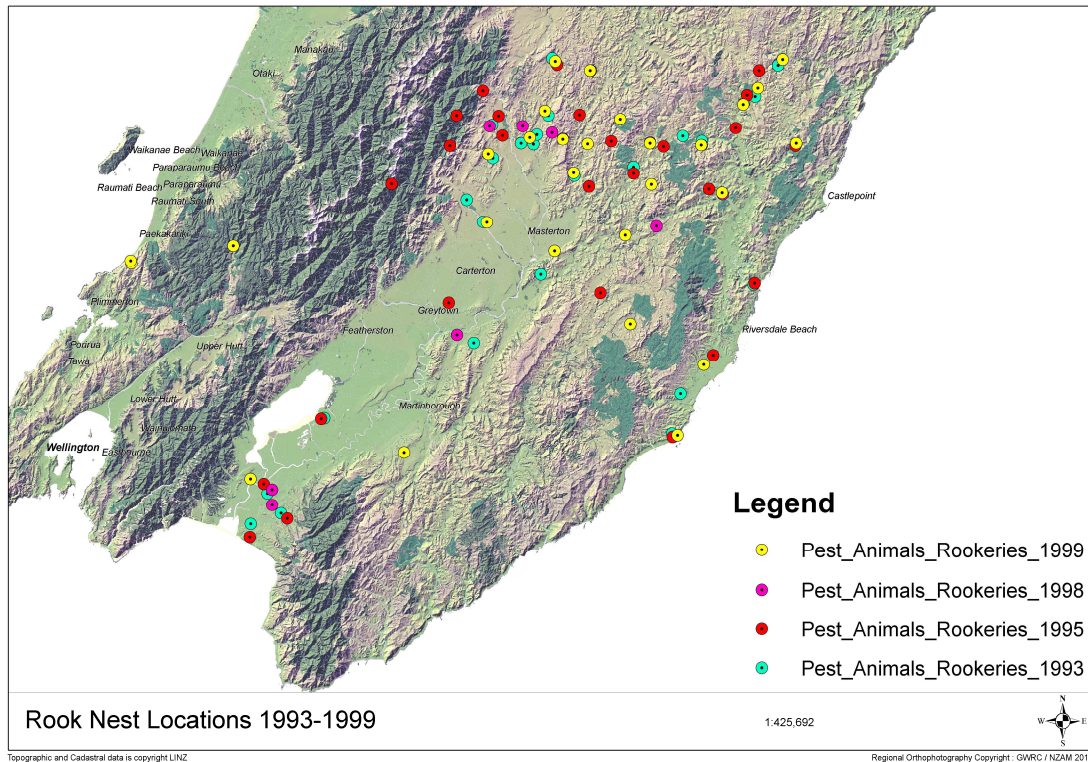 Manakau
Otaki
Waikanae Beach
Waikanae
Paraparaumu Beach
Raumati Beach
Paraparaumu
Raumati South
Paekakariki
Plimmerton
Porirua
Tawa
Upper Hutt
Lower Hutt
Wainuiomata
Wellington
Eastbourne
Castlepoint
Masterton
Carterton
Greytown
Featherston
Riversdale Beach
Martinborough
Legend
Pest_Animals_Rookeries_1999
Pest_Animals_Rookeries_1998
Pest_Animals_Rookeries_1995
Pest_Animals_Rookeries_1993
Rook Nest Locations 1993-1999
1:425,692
N
W E
S
Topographic and Cadastral data is copyright LINZ
Regional Orthophotography Copyright : GWRC / NZAM 201